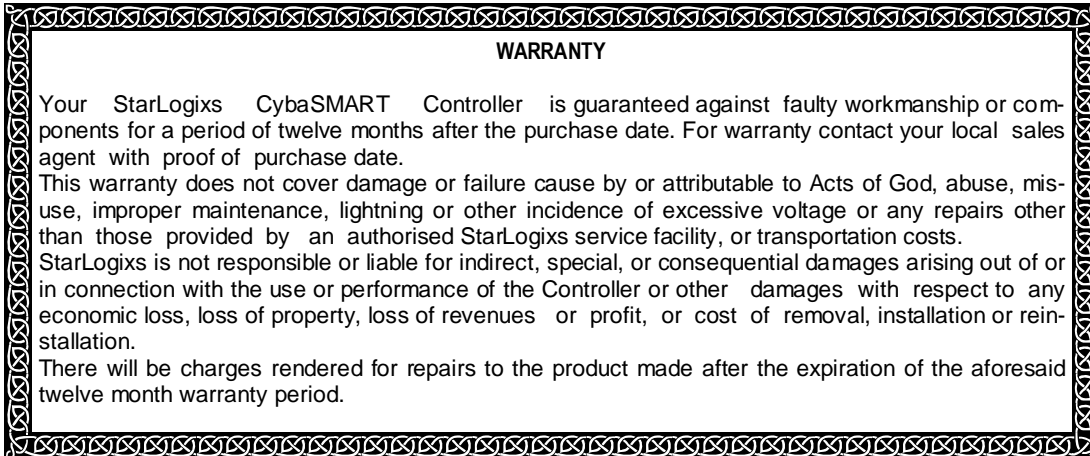 WARRANTY
Your StarLogixs CybaSMART Controller is guaranteed against faulty workmanship or com-
ponents for a period of twelve months after the purchase date. For warranty contact your local sales
agent with proof of purchase date.
This warranty does not cover damage or failure cause by or attributable to Acts of God, abuse, mis-
use, improper maintenance, lightning or other incidence of excessive voltage or any repairs other
than those provided by an authorised StarLogixs service facility, or transportation costs.
StarLogixs is not responsible or liable for indirect, special, or consequential damages arising out of or
in connection with the use or performance of the Controller or other damages with respect to any
economic loss, loss of property, loss of revenues or profit, or cost of removal, installation or rein-
stallation.
There will be charges rendered for repairs to the product made after the expiration of the aforesaid
twelve month warranty period.